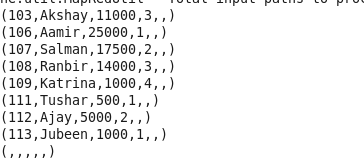 ne.util.MapRedUtil - Total input paths to proc
(103,Akshay,11000,3,,)
(106,Aamir,25000,1,,)
(107,Salman,17500,2,,)
(108,Ranbir,14000,3,,)
(109,Katrina,1000,4,,)
(111,Tushar,500,1,,)
(112,Ajay,5000,2,,)
(113,Jubeen,1000,1,,)
(,,,,,)